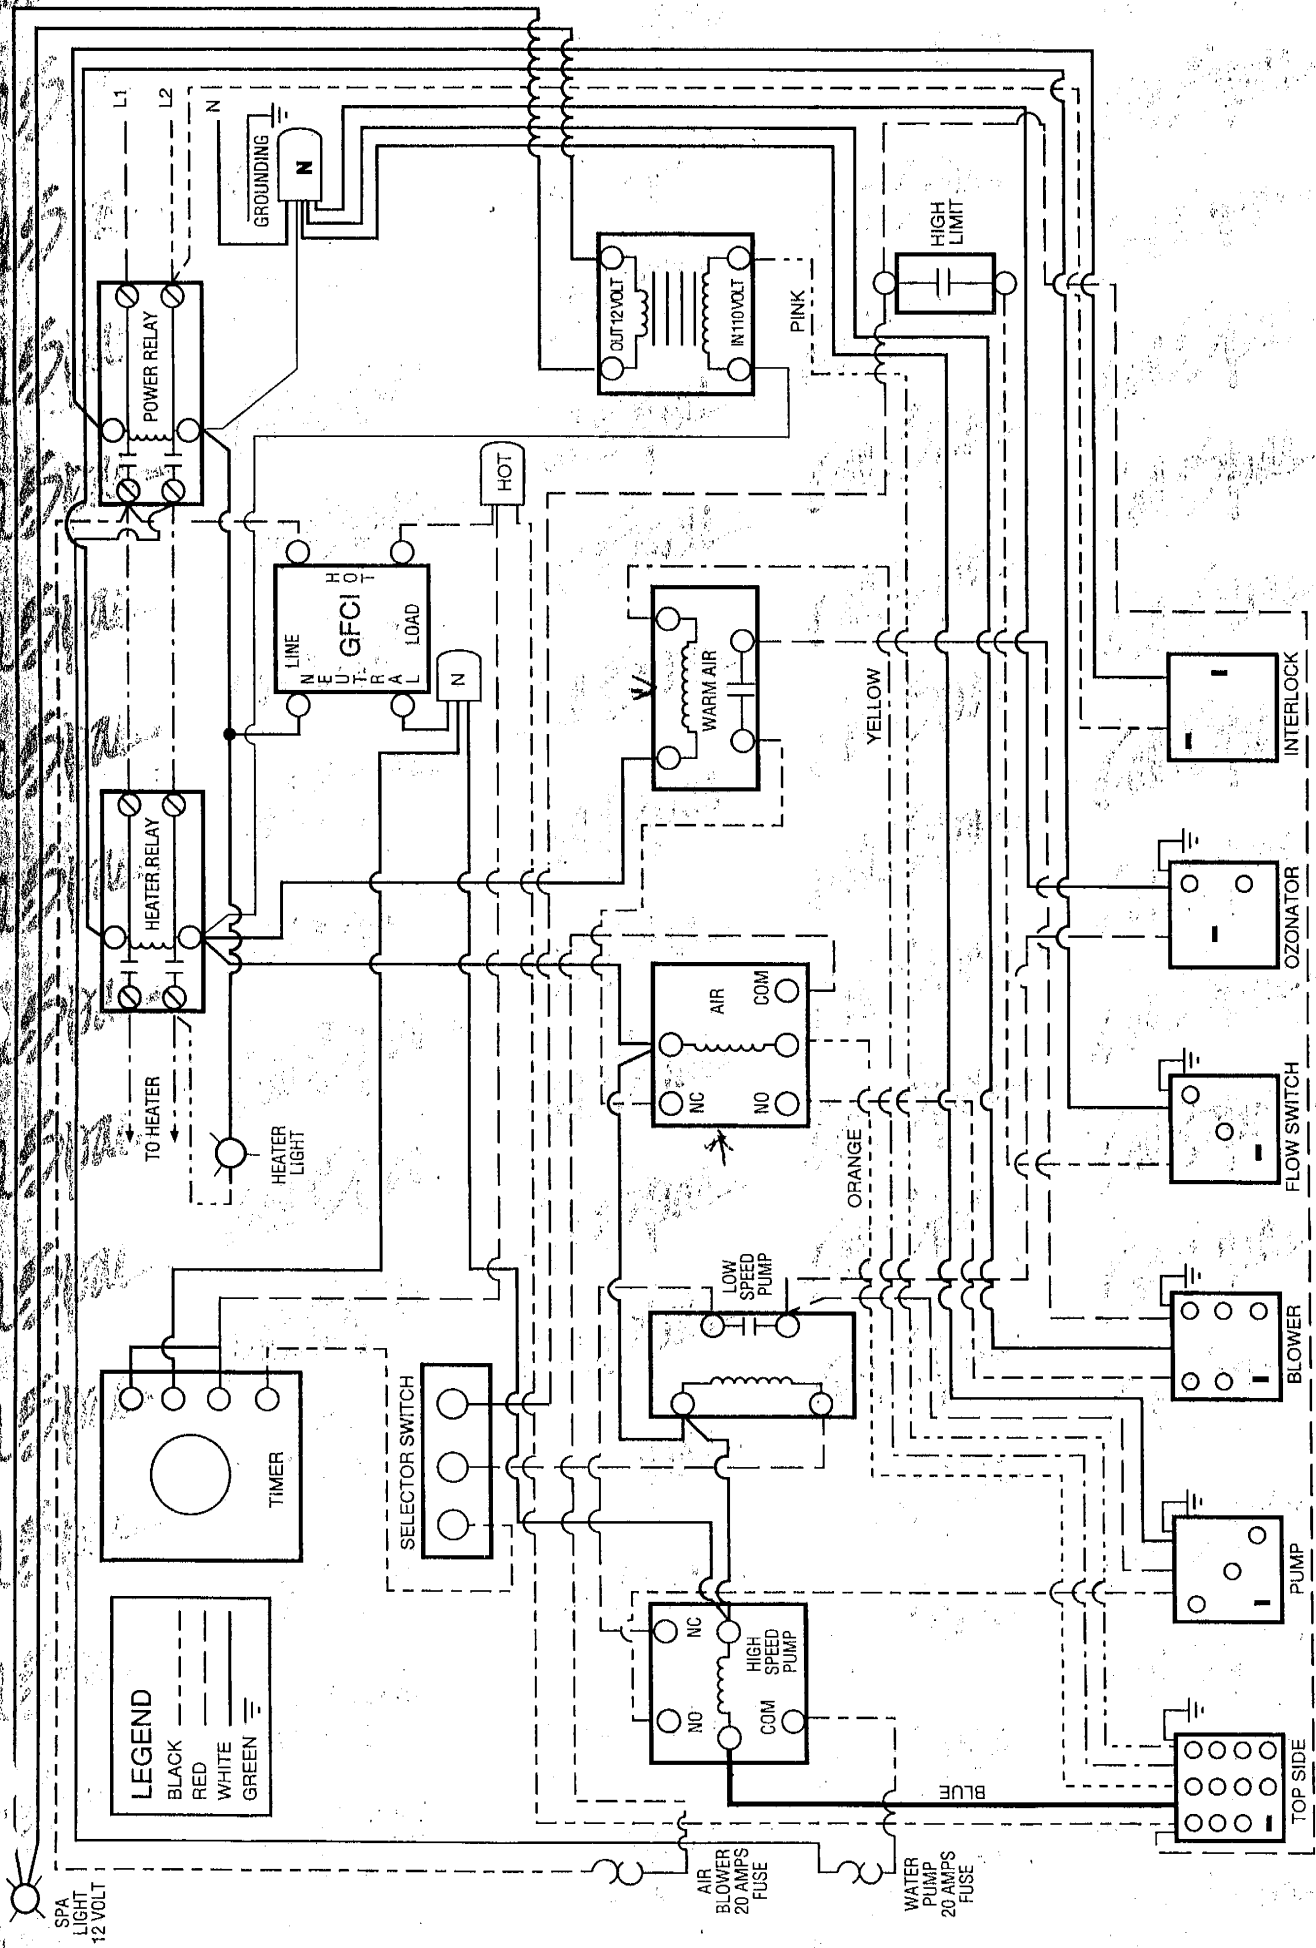 L1
L2
N
GROUNDING
N
POWER RELAY
OUT 12 VOLT
IN 110 VOLT
PINK
HIGH
LIMIT
HOT
LINE
HOT
GFCI
NEUTRAL
LOAD
N
WARM AIR
YELLOW
HEATER RELAY
TO HEATER
HEATER
LIGHT
AIR
COM
NC
NO
ORANGE
LOW
SPEED
PUMP
TIMER
SELECTOR SWITCH
NC
NO
COM
HIGH
SPEED
PUMP
BLUE
LEGEND
BLACK
RED
WHITE
GREEN
SPA
LIGHT
12 VOLT
AIR
BLOWER
20 AMPS
FUSE
WATER
PUMP
20 AMPS
FUSE
INTERLOCK
OZONATOR
FLOW SWITCH
BLOWER
PUMP
TOP SIDE